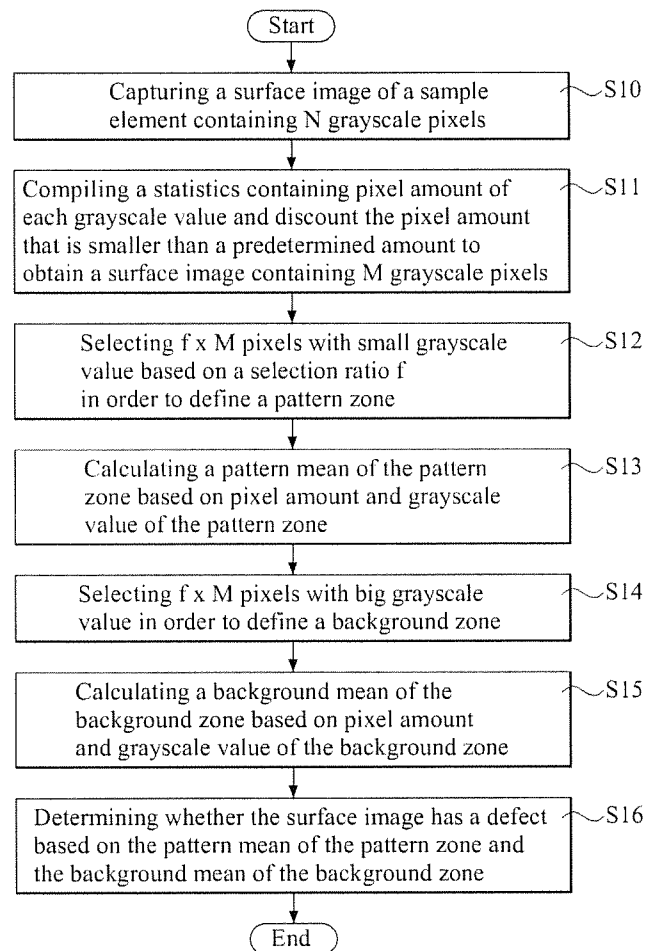 Start
Capturing a surface image of a sample
element containing N grayscale pixels
S10
Compiling a statistics containing pixel amount of
each grayscale value and discount the pixel amount
that is smaller than a predetermined amount to
obtain a surface image containing M grayscale pixels
S11
Selecting f x M pixels with small grayscale
value based on a selection ratio f
in order to define a pattern zone
S12
Calculating a pattern mean of the pattern
zone based on pixel amount and grayscale
value of the pattern zone
S13
Selecting f x M pixels with big grayscale
value in order to define a background zone
S14
Calculating a background mean of the
background zone based on pixel amount
and grayscale value of the background zone
S15
Determining whether the surface image has a defect
based on the pattern mean of the pattern zone and
the background mean of the background zone
S16
End